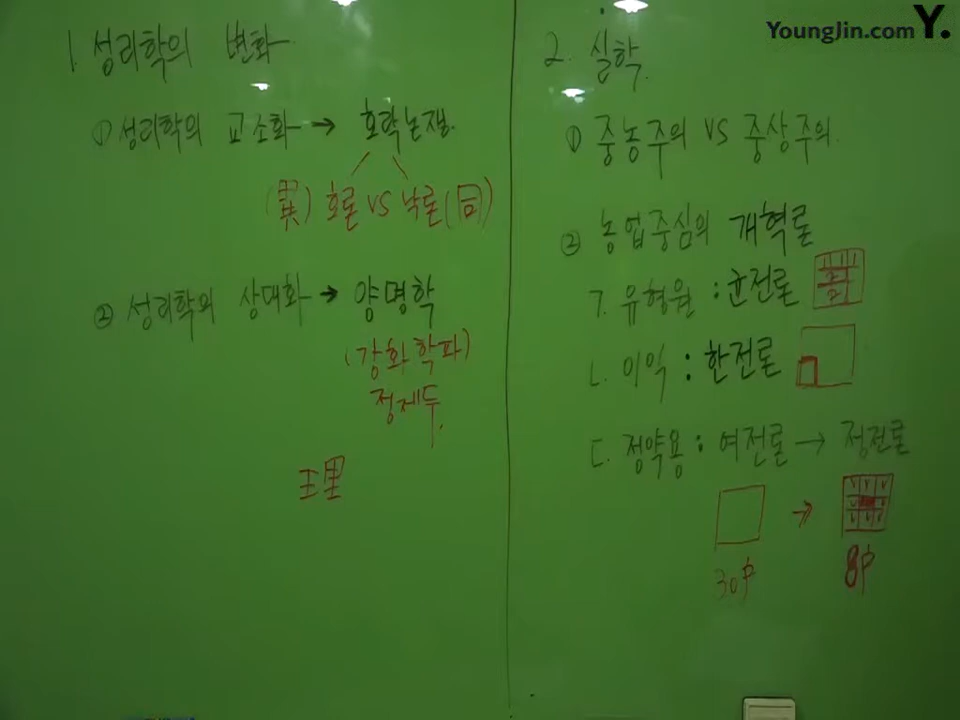 YoungJin.com Y.
1. 성리학의 변화
① 성리학의 교조화 → 호락논쟁.
(異) 호론 VS 낙론 (同)
② 성리학의 상대화 → 양명학
(강화학파)
정제두.
理
2. 실학.
① 중농주의 VS 중상주의.
② 농업중심의 개혁론
ㄱ. 유형원 : 균전론
ㄴ. 이익 : 한전론
ㄷ. 정약용 : 여전론 → 정전론
→
30户 8户